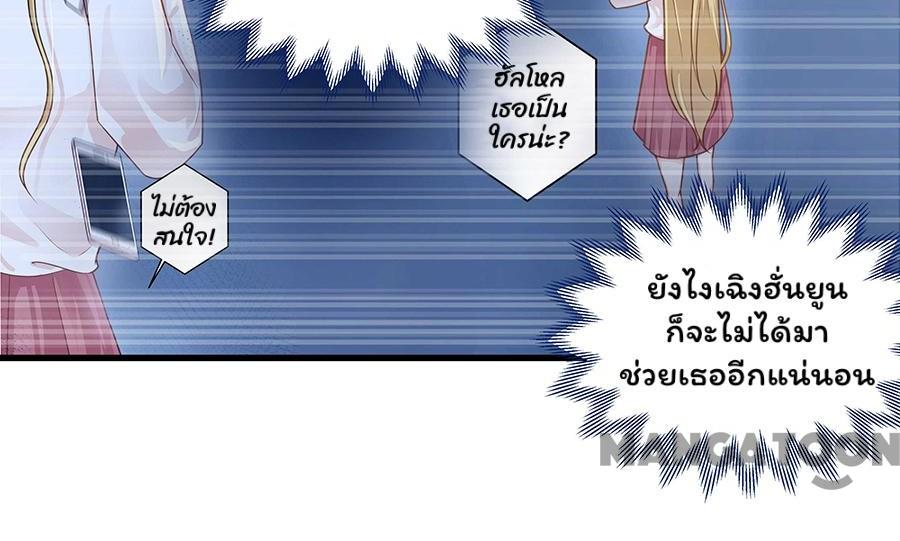 ฮัลโหล
เธอเป็น
ใครน่ะ?
ไม่ต้อง
สนใจ!
ยังไงเฉิงฮั่นยูน
ก็จะไม่ได้มา
ช่วยเธออีกแน่นอน
MANGATOON